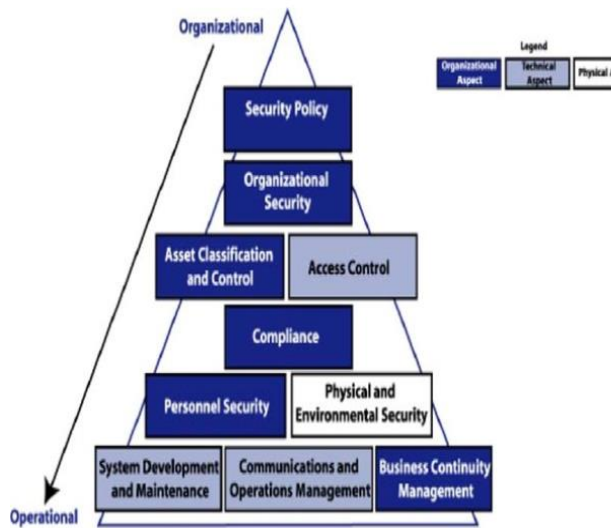 Organizational
Legend
Organizational
Aspect
Technical
Aspect
Physical
Security Policy
Organizational
Security
Asset Classification
and Control
Access Control
Compliance
Personnel Security
Physical and
Environmental Security
System Development
and Maintenance
Communications and
Operations Management
Business Continuity
Management
Operational